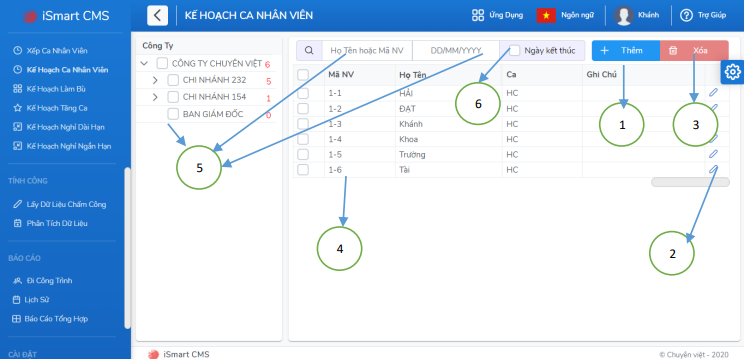 iSmart CMS
KẾ HOẠCH CA NHÂN VIÊN
Ứng Dụng
Ngôn ngữ
Khánh
Trợ Giúp
Xếp Ca Nhân Viên
Kế Hoạch Ca Nhân Viên
Kế Hoạch Làm Bù
Kế Hoạch Tăng Ca
Kế Hoạch Nghỉ Dài Hạn
Kế Hoạch Nghỉ Ngắn Hạn
TÍNH CÔNG
Lấy Dữ Liệu Chấm Công
Phân Tích Dữ Liệu
BÁO CÁO
Đi Công Trình
Lịch Sử
Báo Cáo Tổng Hợp
CÀI ĐẶT
Công Ty
CÔNG TY CHUYÊN VIỆT 6
CHI NHÁNH 232 5
CHI NHÁNH 154 1
BAN GIÁM ĐỐC 0
Họ Tên hoặc Mã NV
DD/MM/YYYY
Ngày kết thúc
Thêm
Xóa
Mã NV Họ Tên Ca Ghi Chú
1-1 HẢI HC
1-2 ĐẠT HC
1-3 Khánh HC
1-4 Khoa HC
1-5 Trường HC
1-6 Tài HC
5
6
1
3
4
2
iSmart CMS
© Chuyên việt - 2020